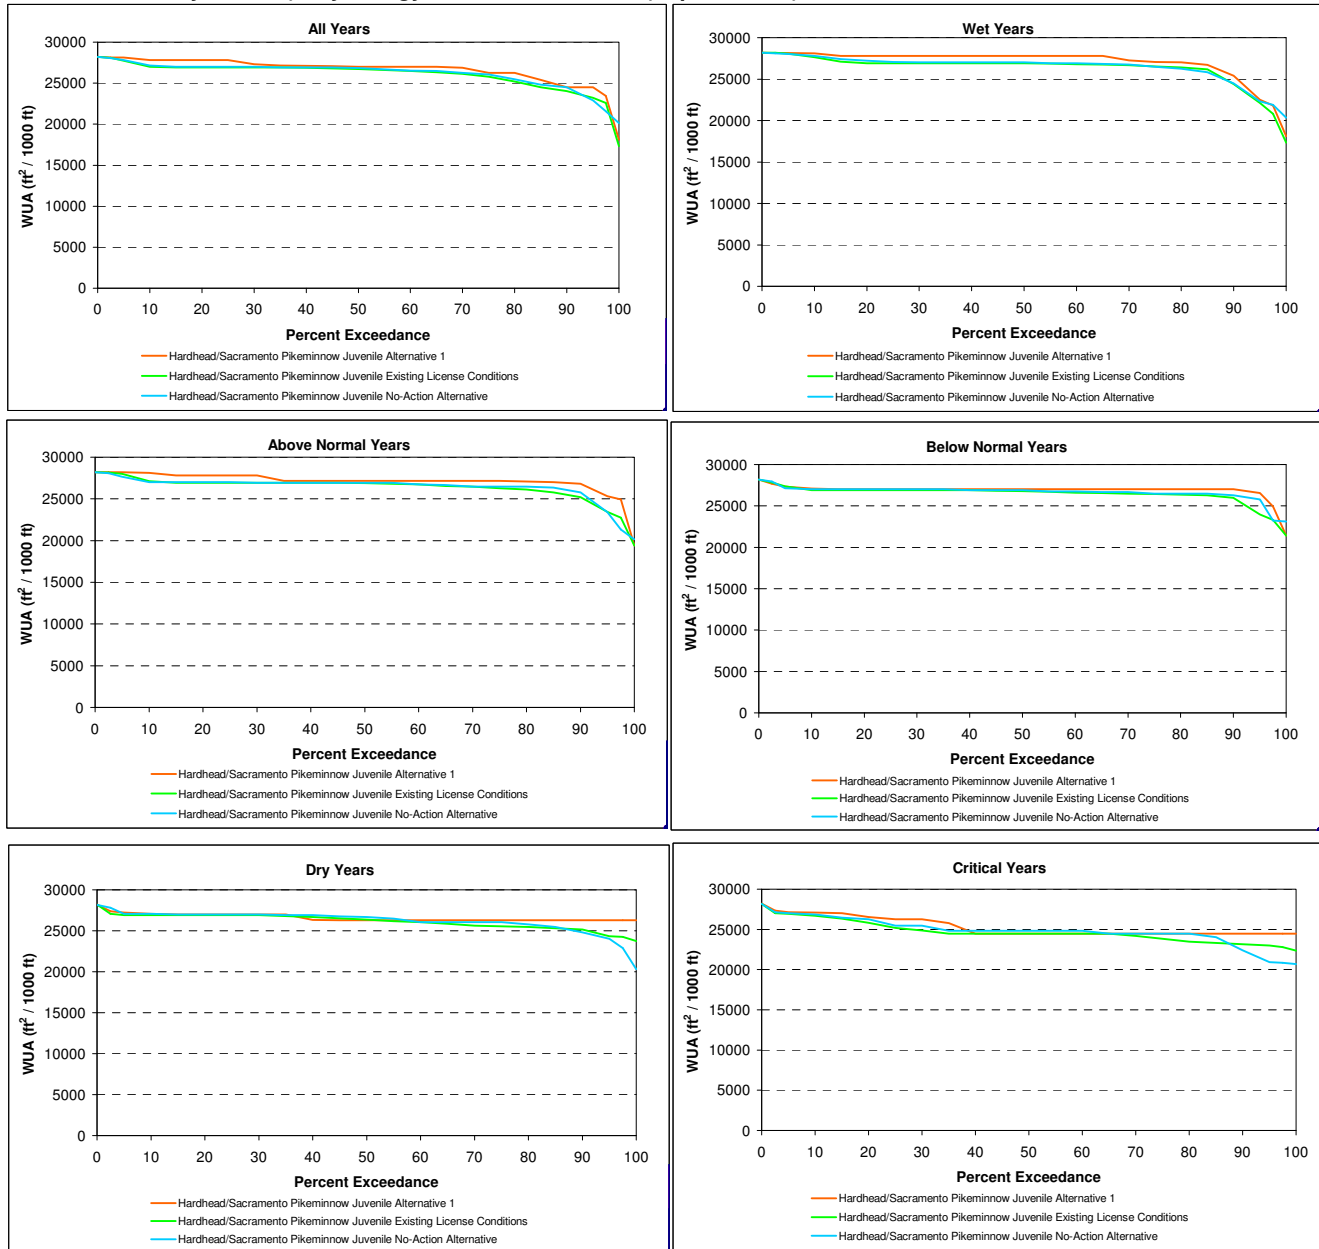 All Years
30000
25000
20000
15000
10000
5000
0
WUA (ft² / 1000 ft)
0 10 20 30 40 50 60 70 80 90 100
Percent Exceedance
Hardhead/Sacramento Pikeminnow Juvenile Alternative 1
Hardhead/Sacramento Pikeminnow Juvenile Existing License Conditions
Hardhead/Sacramento Pikeminnow Juvenile No-Action Alternative
Wet Years
30000
25000
20000
15000
10000
5000
0
WUA (ft² / 1000 ft)
0 10 20 30 40 50 60 70 80 90 100
Percent Exceedance
Hardhead/Sacramento Pikeminnow Juvenile Alternative 1
Hardhead/Sacramento Pikeminnow Juvenile Existing License Conditions
Hardhead/Sacramento Pikeminnow Juvenile No-Action Alternative
Above Normal Years
30000
25000
20000
15000
10000
5000
0
WUA (ft² / 1000 ft)
0 10 20 30 40 50 60 70 80 90 100
Percent Exceedance
Hardhead/Sacramento Pikeminnow Juvenile Alternative 1
Hardhead/Sacramento Pikeminnow Juvenile Existing License Conditions
Hardhead/Sacramento Pikeminnow Juvenile No-Action Alternative
Below Normal Years
30000
25000
20000
15000
10000
5000
0
WUA (ft² / 1000 ft)
0 10 20 30 40 50 60 70 80 90 100
Percent Exceedance
Hardhead/Sacramento Pikeminnow Juvenile Alternative 1
Hardhead/Sacramento Pikeminnow Juvenile Existing License Conditions
Hardhead/Sacramento Pikeminnow Juvenile No-Action Alternative
Dry Years
30000
25000
20000
15000
10000
5000
0
WUA (ft² / 1000 ft)
0 10 20 30 40 50 60 70 80 90 100
Percent Exceedance
Hardhead/Sacramento Pikeminnow Juvenile Alternative 1
Hardhead/Sacramento Pikeminnow Juvenile Existing License Conditions
Hardhead/Sacramento Pikeminnow Juvenile No-Action Alternative
Critical Years
30000
25000
20000
15000
10000
5000
0
WUA (ft² / 1000 ft)
0 10 20 30 40 50 60 70 80 90 100
Percent Exceedance
Hardhead/Sacramento Pikeminnow Juvenile Alternative 1
Hardhead/Sacramento Pikeminnow Juvenile Existing License Conditions
Hardhead/Sacramento Pikeminnow Juvenile No-Action Alternative